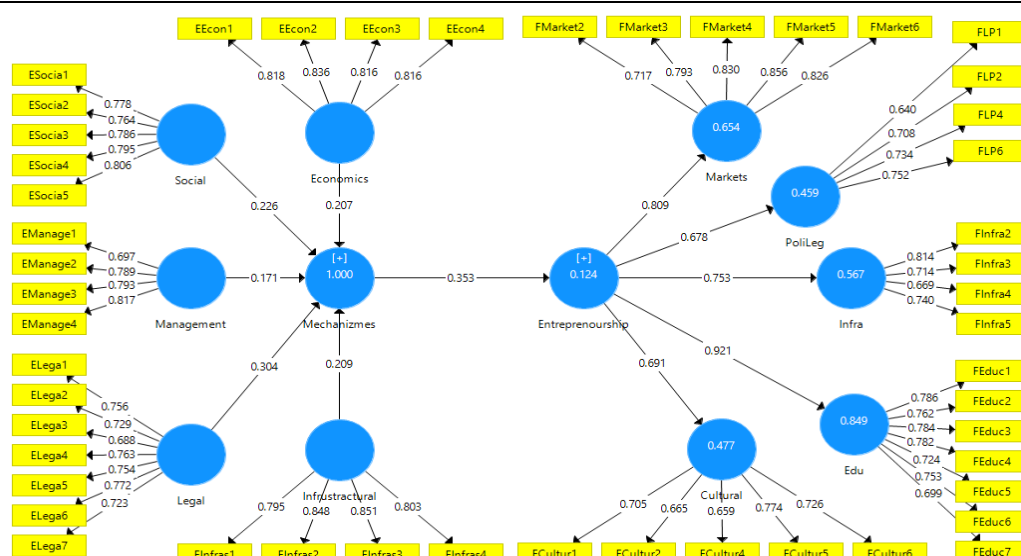 EEcon1
EEcon2
EEcon3
EEcon4
0.818
0.836
0.816
0.816
Economics
0.207
FMarket2
FMarket3
FMarket4
FMarket5
FMarket6
0.717
0.793
0.830
0.856
0.826
0.654
Markets
0.809
FLP1
FLP2
FLP4
FLP6
0.640
0.708
0.734
0.752
0.459
PoliLeg
0.678
ESocia1
ESocia2
ESocia3
ESocia4
ESocia5
0.778
0.764
0.786
0.795
0.806
Social
0.226
EManage1
EManage2
EManage3
EManage4
0.697
0.789
0.793
0.817
Management
0.171
[+]
1.000
Mechanizmes
0.353
[+]
0.124
Entreprenourship
0.753
0.567
Infra
0.814
0.714
0.669
0.740
FInfra2
FInfra3
FInfra4
FInfra5
ELega1
ELega2
ELega3
ELega4
ELega5
ELega6
ELega7
0.756
0.729
0.688
0.763
0.754
0.772
0.723
Legal
0.304
0.209
Infrustractural
0.795
0.848
0.851
0.803
EInfras1
EInfras2
EInfras3
EInfras4
0.691
0.477
Cultural
0.705
0.665
0.659
0.774
0.726
FCultur1
FCultur2
FCultur4
FCultur5
FCultur6
0.921
0.849
Edu
0.786
0.762
0.784
0.782
0.724
0.753
0.699
FEduc1
FEduc2
FEduc3
FEduc4
FEduc5
FEduc6
FEduc7